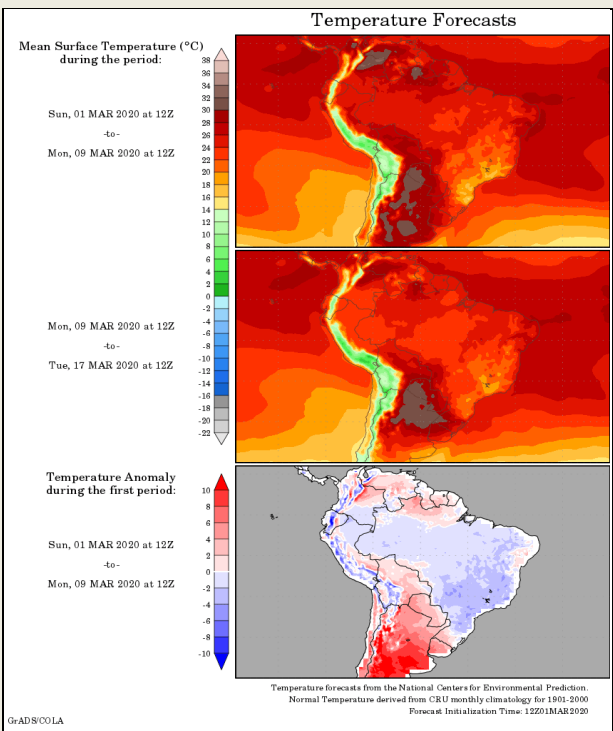 Temperature Forecasts
Mean Surface Temperature (°C)
during the period:
Sun, 01 MAR 2020 at 12Z
-to-
Mon, 09 MAR 2020 at 12Z
38
36
34
32
30
28
26
24
22
20
18
16
14
12
10
8
6
4
2
0
-2
-4
-6
-8
-10
-12
-14
-16
-18
-20
-22
Mon, 09 MAR 2020 at 12Z
-to-
Tue, 17 MAR 2020 at 12Z
Temperature Anomaly
during the first period:
Sun, 01 MAR 2020 at 12Z
-to-
Mon, 09 MAR 2020 at 12Z
10
8
6
4
2
0
-2
-4
-6
-8
-10
Temperature forecasts from the National Centers for Environmental Prediction.
Normal Temperature derived from CRU monthly climatology for 1901-2000
Forecast Initialization Time: 12Z01MAR2020
GrADS/COLA